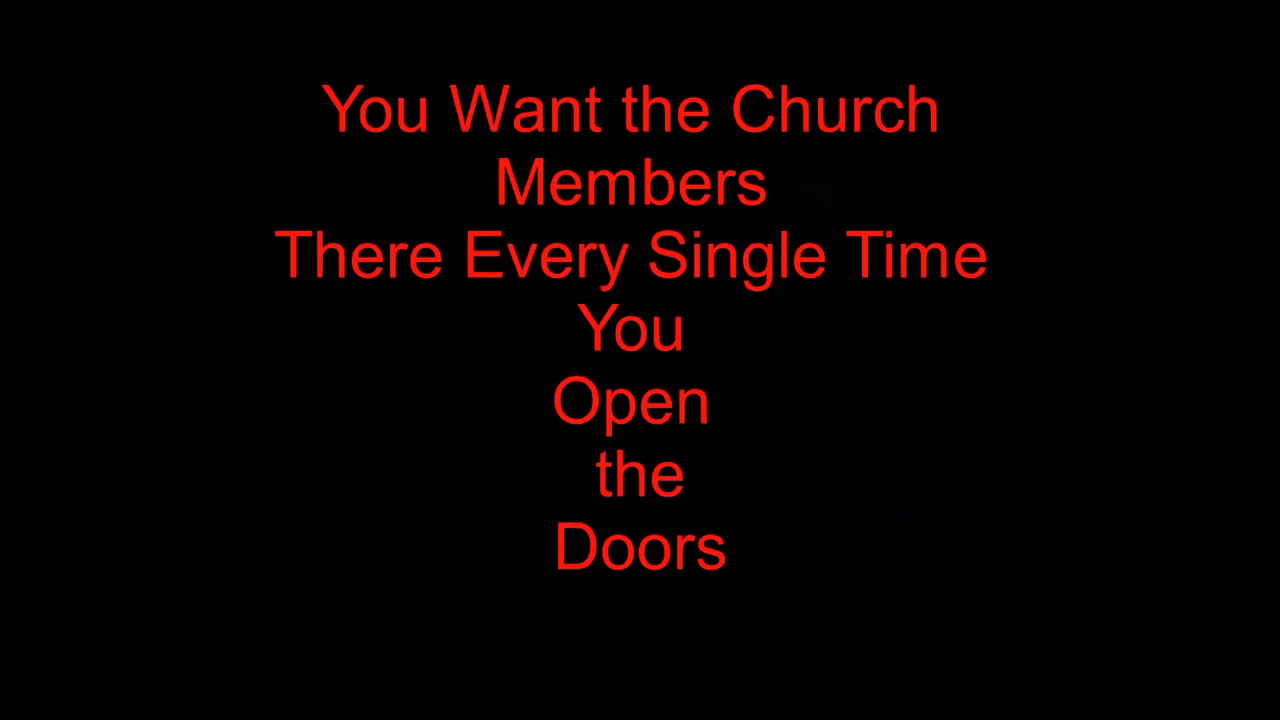 You Want the Church
Members
There Every Single Time
You
Open
the
Doors